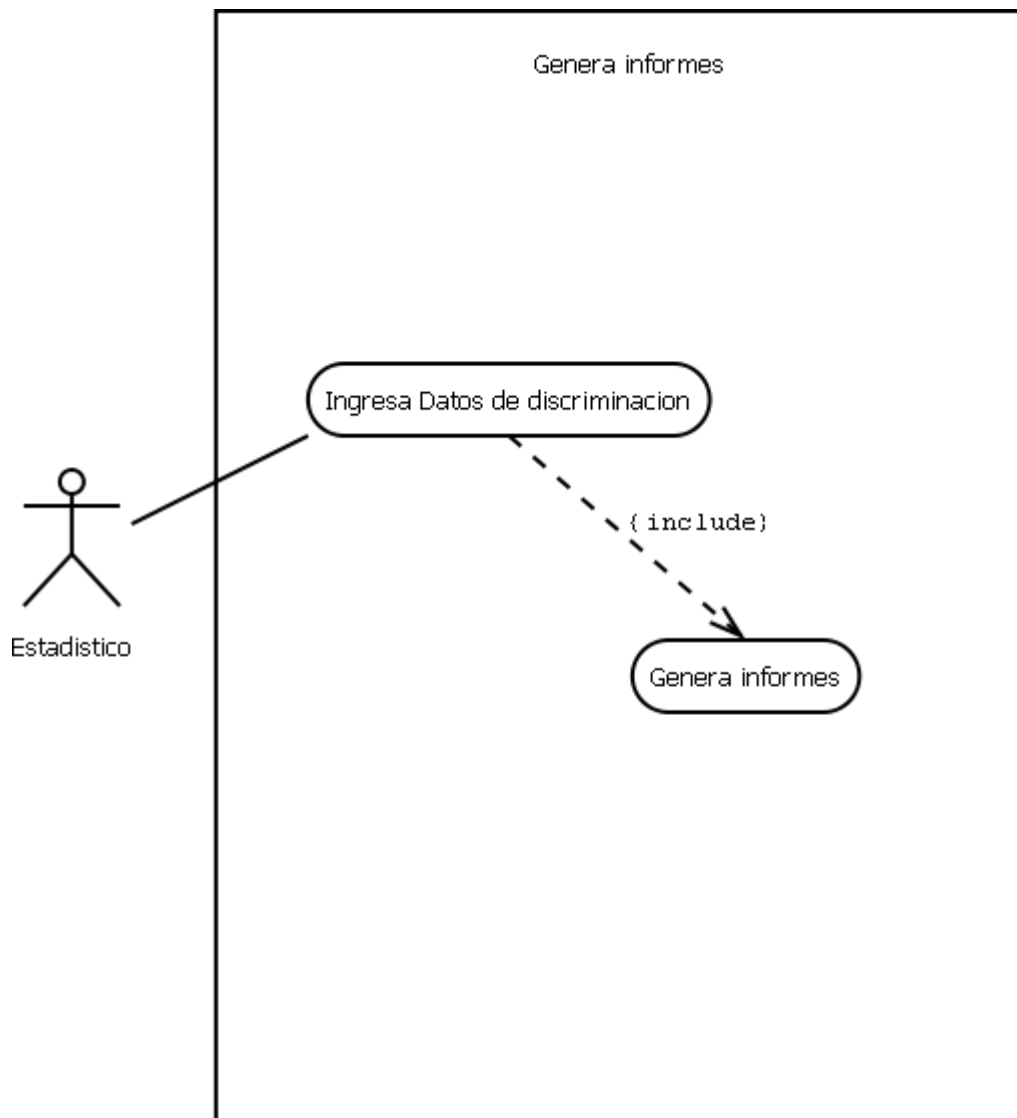 Genera informes
Ingresa Datos de discriminacion
{ include}
Estadistico
Genera informes